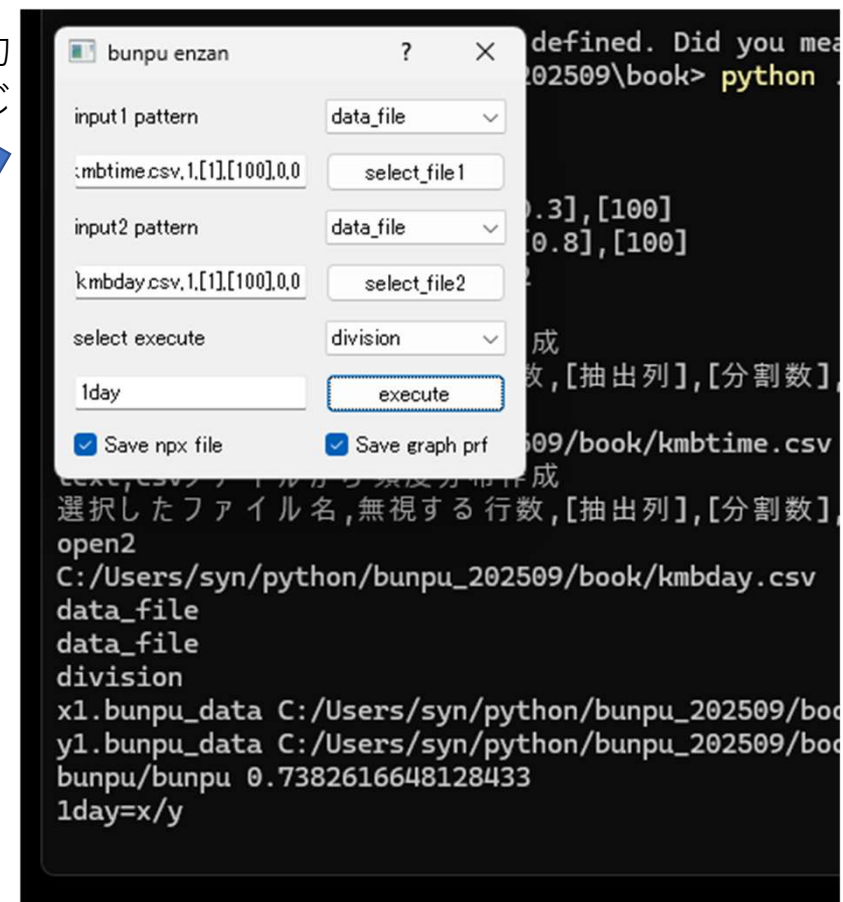 bunpu enzan ? ×
input1 pattern data_file
kmbtime.csv,1,[1],[100],0,0 select_file1
input2 pattern data_file
kmbday.csv,1,[1],[100],0,0 select_file2
select execute division
1day execute
Save npx file Save graph prf
defined. Did you mea
02509\book> python .
0.3],[100]
[0.8],[100]
成
数,[抽出列],[分割数],
509/book/kmbtime.csv
選択したファイル名,無視する行数,[抽出列],[分割数],
open2
C:/Users/syn/python/bunpu_202509/book/kmbday.csv
data_file
data_file
division
x1.bunpu_data C:/Users/syn/python/bunpu_202509/boo
y1.bunpu_data C:/Users/syn/python/bunpu_202509/boo
bunpu/bunpu 0.7382616648128433
1day=x/y